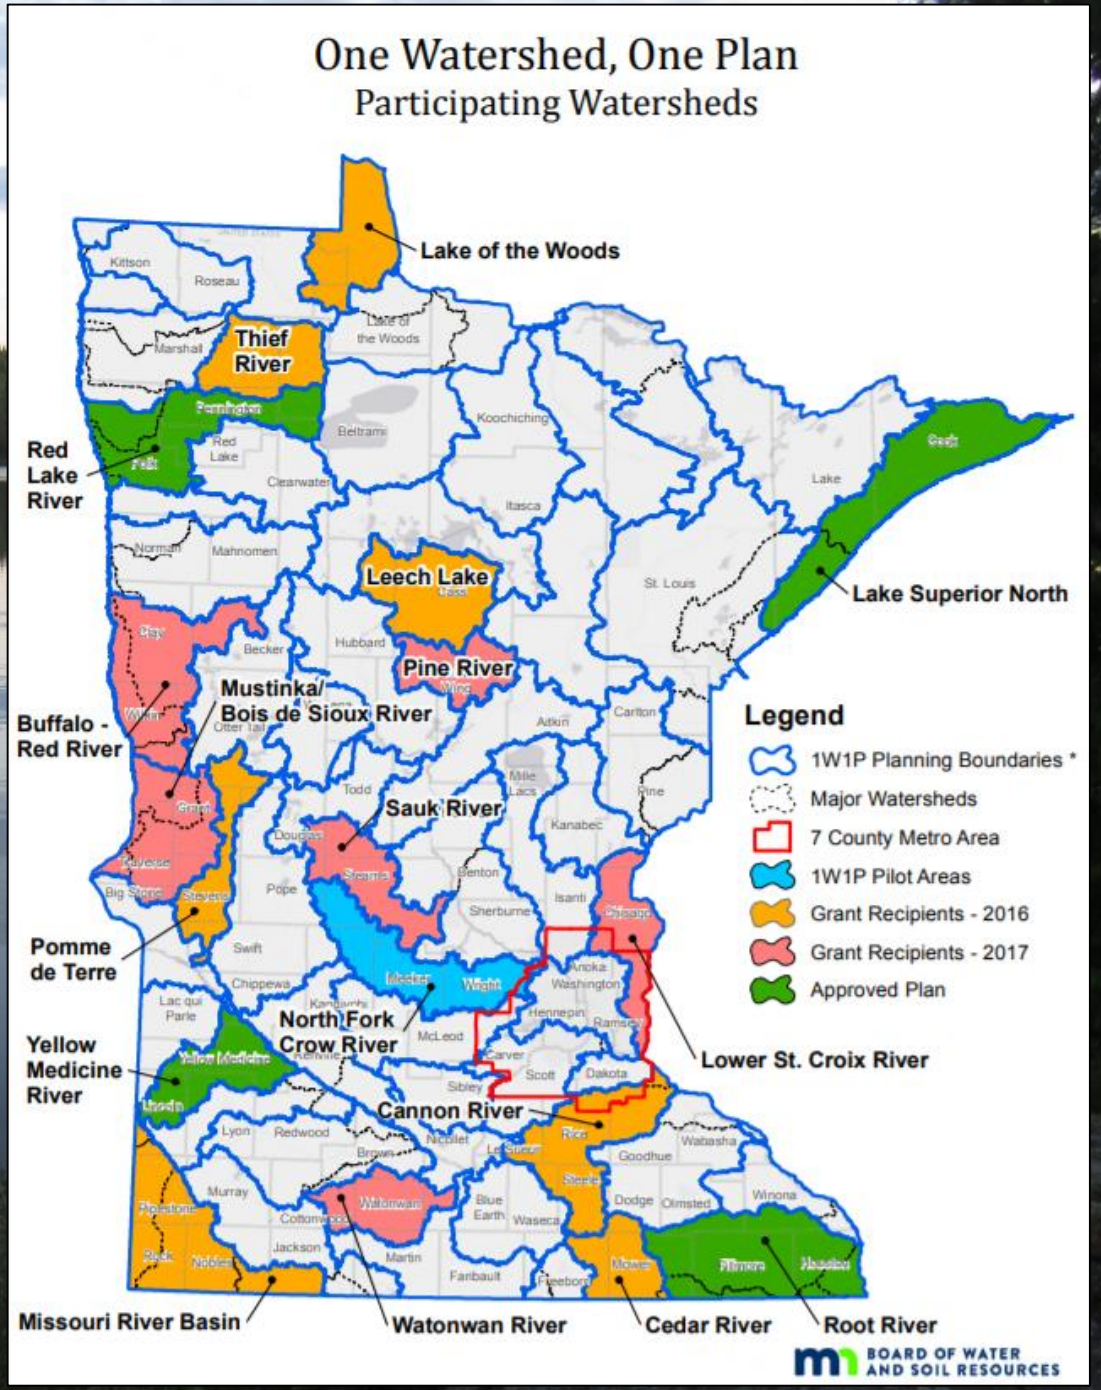 One Watershed, One Plan
Participating Watersheds
Lake of the Woods
Kittson
Roseau
Lake of
the Woods
Marshall
Thief
River
Pennington
Beltrami
Koochiching
Cook
Red
Lake
River
Red
Lake
Polk
Clearwater
Lake
Itasca
Norman
Mahnomen
Leech Lake
Cass
St. Louis
Lake Superior North
Clay
Becker
Hubbard
Pine River
Wing
Mustinka/
Bois de Sioux River
Buffalo -
Red River
Wilkin
Otter Tail
Aitkin
Carlton
Legend
1W1P Planning Boundaries *
Major Watersheds
7 County Metro Area
1W1P Pilot Areas
Grant Recipients - 2016
Grant Recipients - 2017
Approved Plan
Mille
Lacs
Todd
Pine
Grant
Sauk River
Douglas
Kanabec
Traverse
Big Stone
Stevens
Pope
Stearns
Benton
Isanti
Sherburne
Chisago
Pomme
de Terre
Swift
Chippewa
Meeker
Wright
Anoka
Washington
Lac qui
Parle
Kandiyohi
North Fork
Crow River
McLeod
Hennepin
Ramsey
Yellow
Medicine
River
Yellow Medicine
Renville
Carver
Scott
Dakota
Lower St. Croix River
Lincoln
Sibley
Cannon River
Lyon
Redwood
Brown
Nicollet
Le Sueur
Rice
Goodhue
Wabasha
Pipestone
Murray
Cottonwood
Watonwan
Blue
Earth
Waseca
Steele
Dodge
Olmsted
Winona
Rock
Nobles
Jackson
Martin
Faribault
Freeborn
Mower
Fillmore
Houston
Missouri River Basin
Watonwan River
Cedar River
Root River
BOARD OF WATER
AND SOIL RESOURCES